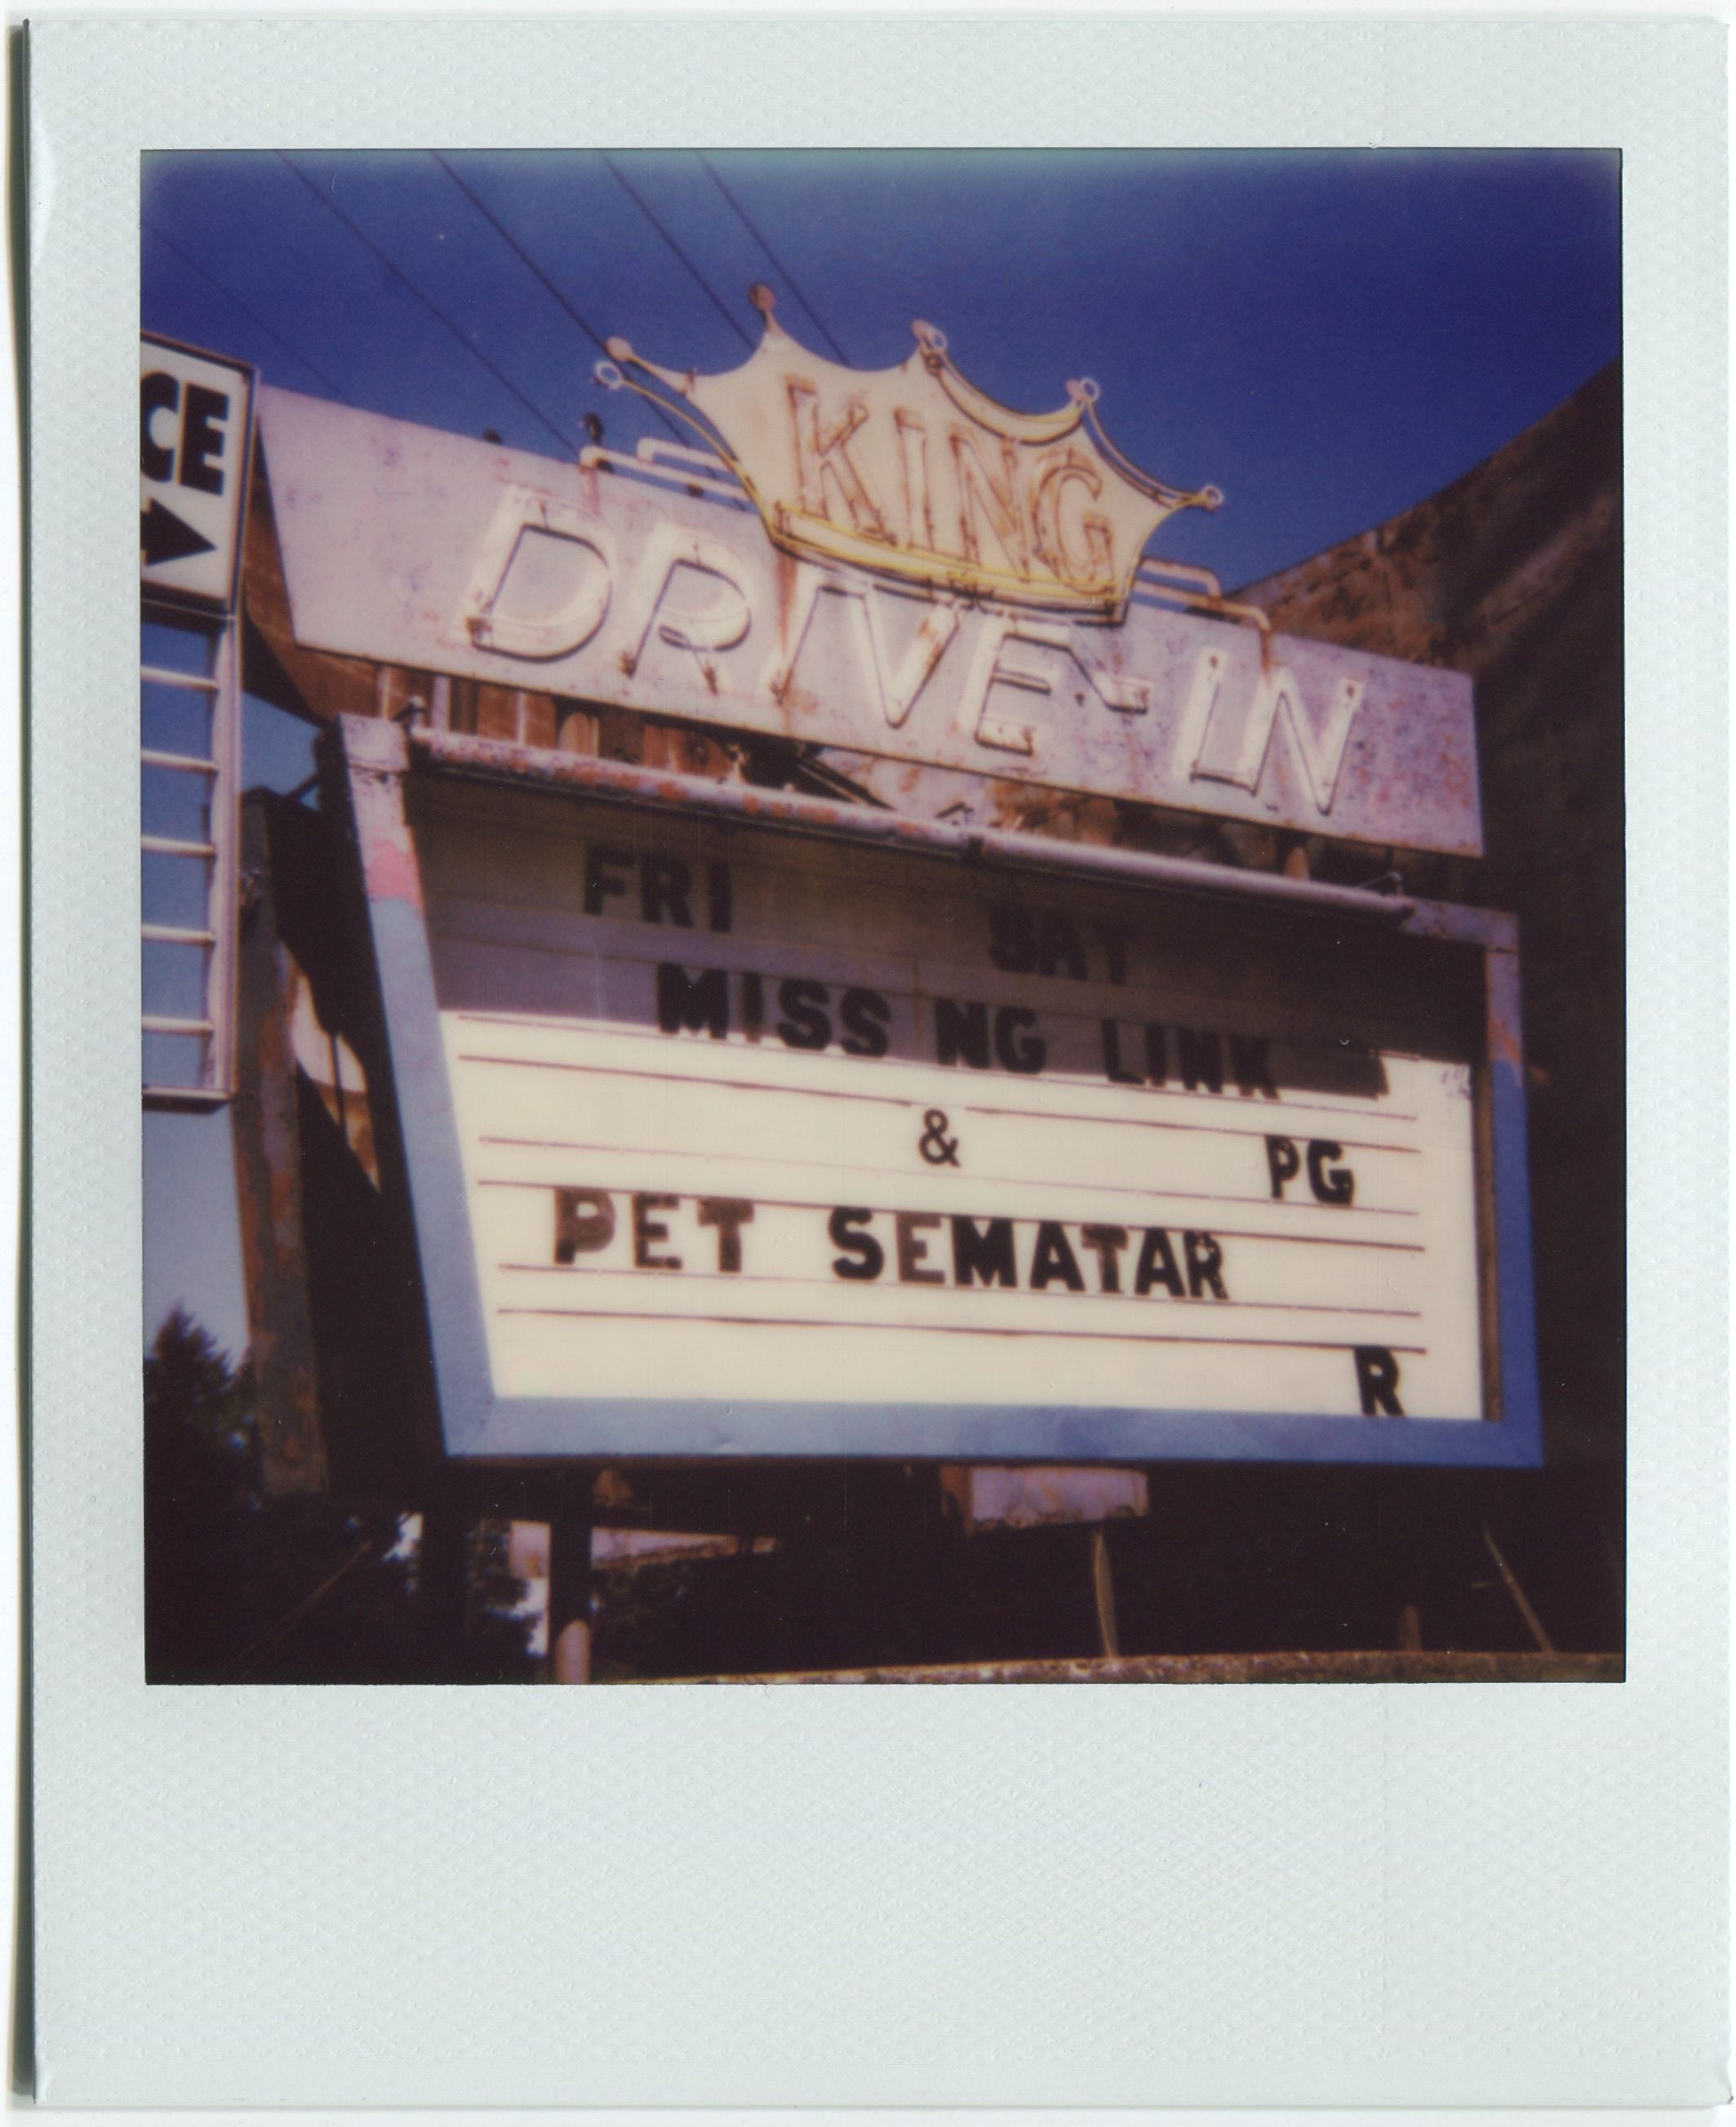 CE
KING
DRIVE-IN
FRI SAT
MISS NG LINK
& PG
PET SEMATAR
R